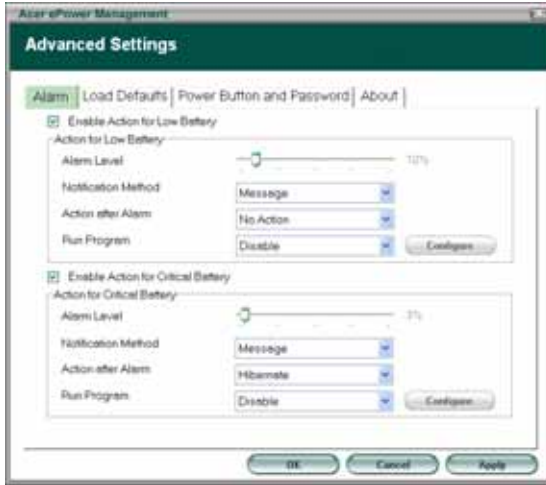 Acer ePower Management
Advanced Settings
Alarm Load Defaults Power Button and Password About
Enable Action for Low Battery
Action for Low Battery
Alarm Level 10%
Notification Method Message
Action after Alarm No Action
Run Program Disable Configure
Enable Action for Critical Battery
Action for Critical Battery
Alarm Level 3%
Notification Method Message
Action after Alarm Hibernate
Run Program Disable Configure
OK Cancel Apply